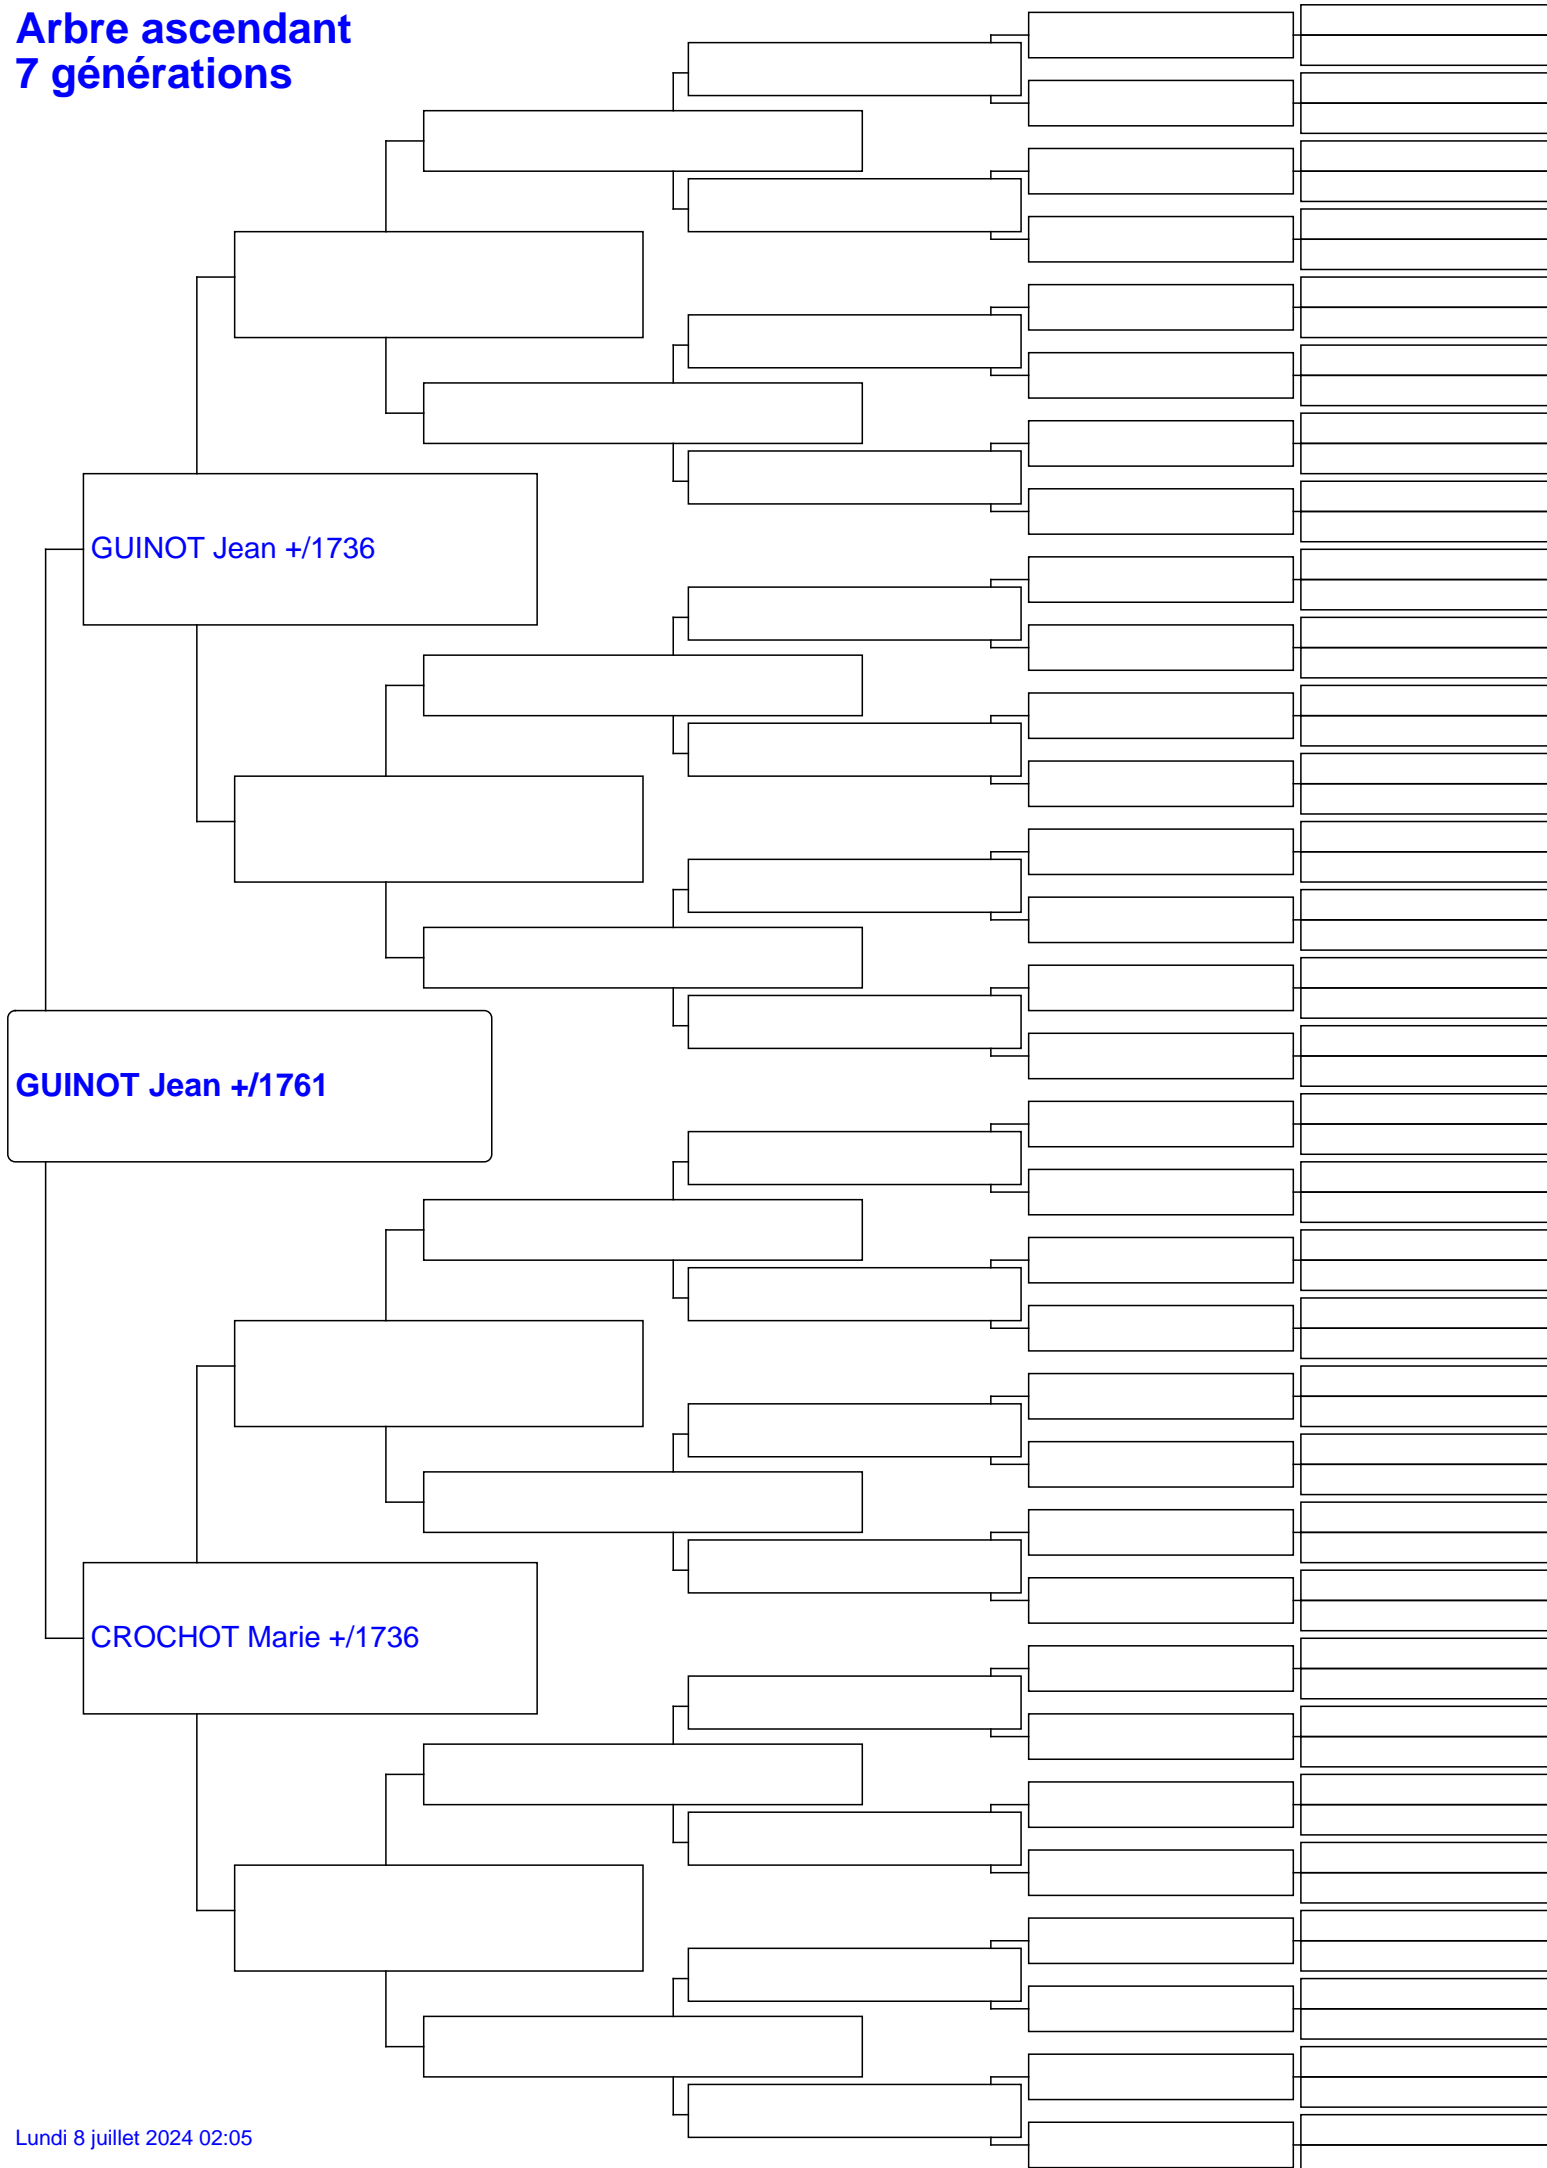 Arbre ascendant
7 générations
GUINOT Jean +/1736
GUINOT Jean +/1761
CROCHOT Marie +/1736
Lundi 8 juillet 2024 02:05